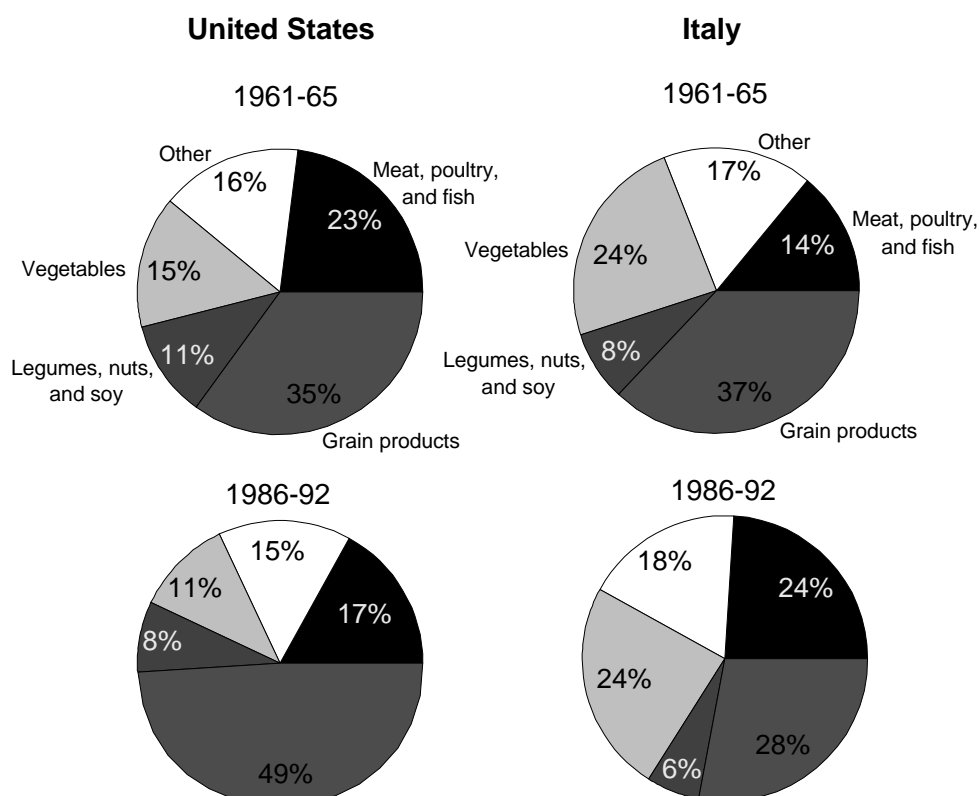 United States
Italy
1961-65
1961-65
Other
16%
Meat, poultry,
and fish
23%
Vegetables
15%
Legumes, nuts,
and soy
11%
35%
Grain products
Other
17%
Meat, poultry,
and fish
14%
Vegetables
24%
Legumes, nuts,
and soy
8%
37%
Grain products
1986-92
15%
11%
17%
8%
49%
1986-92
18%
24%
24%
6%
28%